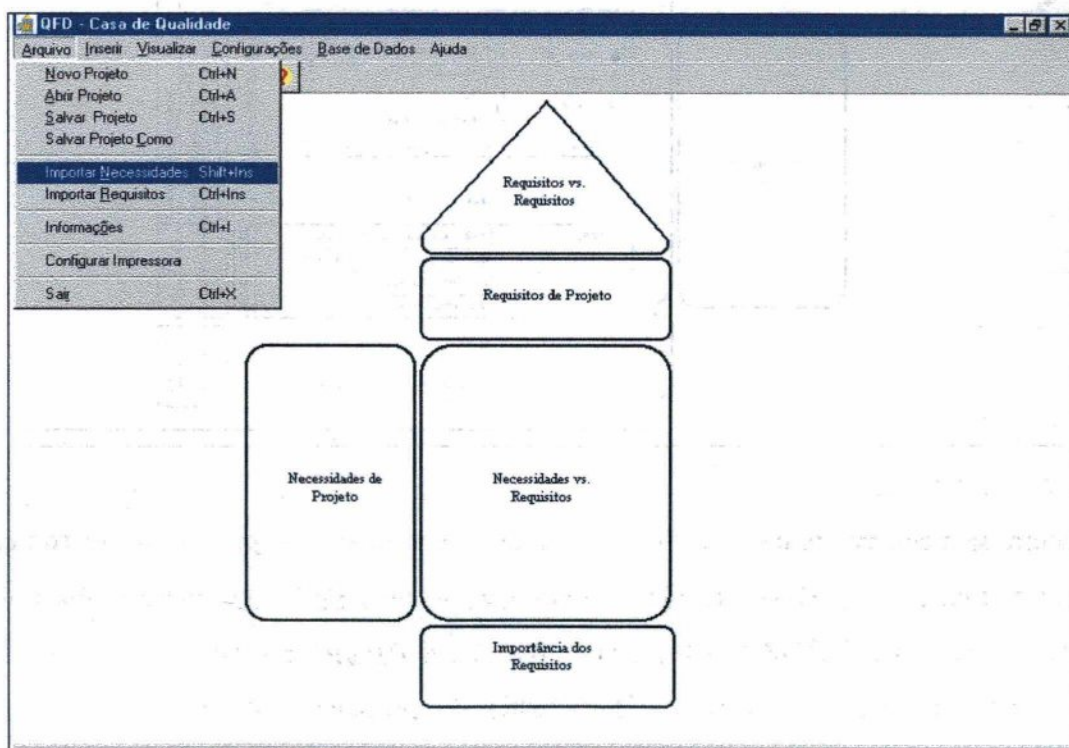 QFD - Casa de Qualidade
Arquivo Inserir Visualizar Configurações Base de Dados Ajuda
Novo Projeto Ctrl+N
Abrir Projeto Ctrl+A
Salvar Projeto Ctrl+S
Salvar Projeto Como
Importar Necessidades Shift+Ins
Importar Requisitos Ctrl+Ins
Informações Ctrl+I
Configurar Impressora
Sair Ctrl+X
Requisitos vs.
Requisitos
Requisitos de Projeto
Necessidades de
Projeto
Necessidades vs.
Requisitos
Importância dos
Requisitos